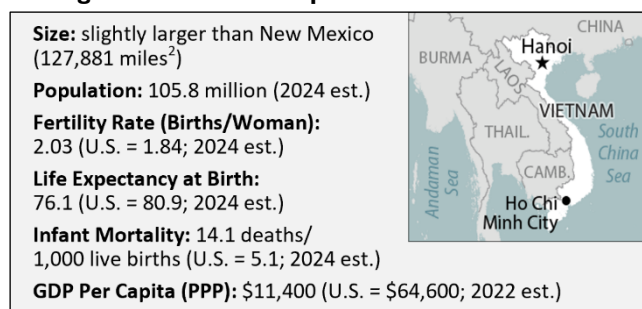 Size: slightly larger than New Mexico
(127,881 miles²)
Population: 105.8 million (2024 est.)
Fertility Rate (Births/Woman):
2.03 (U.S. = 1.84; 2024 est.)
Life Expectancy at Birth:
76.1 (U.S. = 80.9; 2024 est.)
Infant Mortality: 14.1 deaths/
1,000 live births (U.S. = 5.1; 2024 est.)
GDP Per Capita (PPP): $11,400 (U.S. = $64,600; 2022 est.)
CHINA
Hanoi
BURMA
LAOS
VIETNAM
THAIL.
South
China
Sea
CAMB.
Andaman
Sea
Ho Chi
Minh City